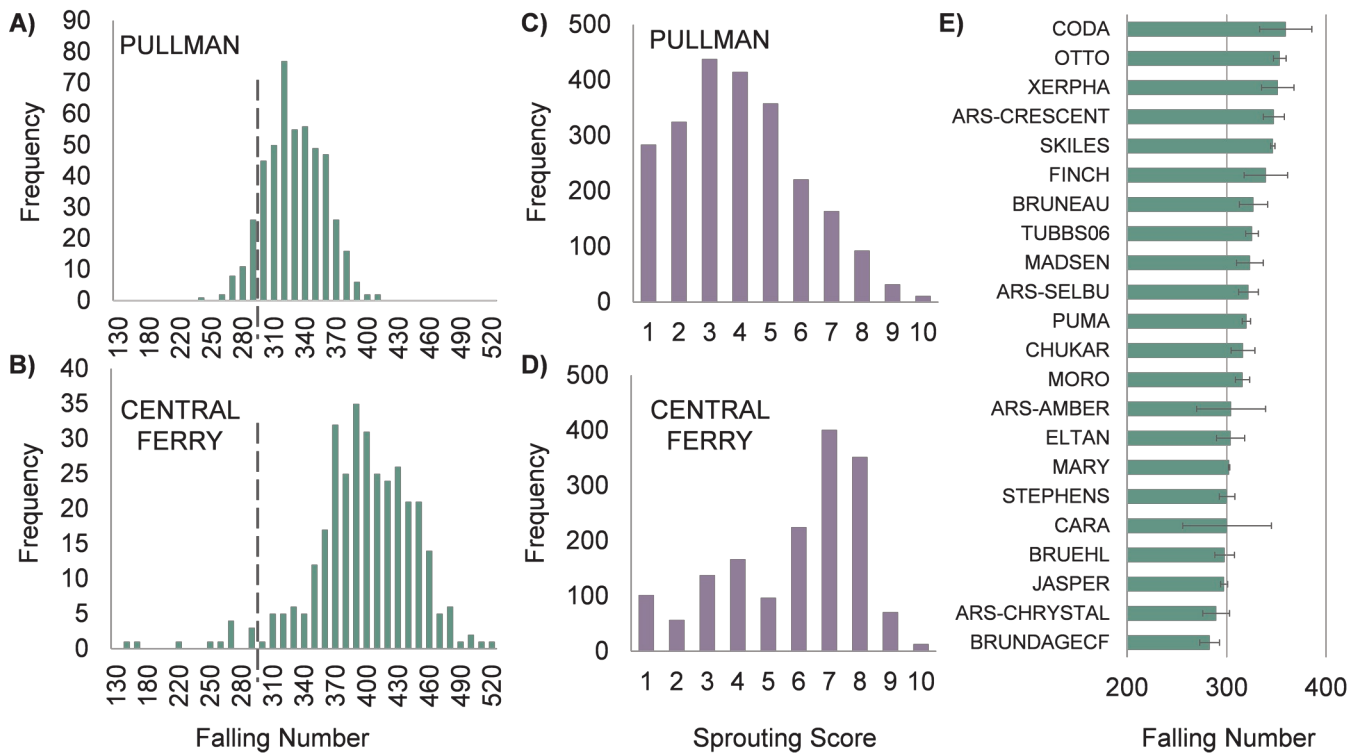 A)
PULLMAN
Frequency
90
80
70
60
50
40
30
20
10
0
130
180
220
250
280
310
340
370
400
430
460
490
520
B)
CENTRAL
FERRY
Frequency
40
35
30
25
20
15
10
5
0
130
180
220
250
280
310
340
370
400
430
460
490
520
Falling Number
C)
PULLMAN
Frequency
500
400
300
200
100
0
1 2 3 4 5 6 7 8 9 10
D)
CENTRAL
FERRY
Frequency
500
400
300
200
100
0
1 2 3 4 5 6 7 8 9 10
Sprouting Score
E)
CODA
OTTO
XERPHA
ARS-CRESCENT
SKILES
FINCH
BRUNEAU
TUBBS06
MADSEN
ARS-SELBU
PUMA
CHUKAR
MORO
ARS-AMBER
ELTAN
MARY
STEPHENS
CARA
BRUEHL
JASPER
ARS-CHRYSTAL
BRUNDAGECF
200 300 400
Falling Number